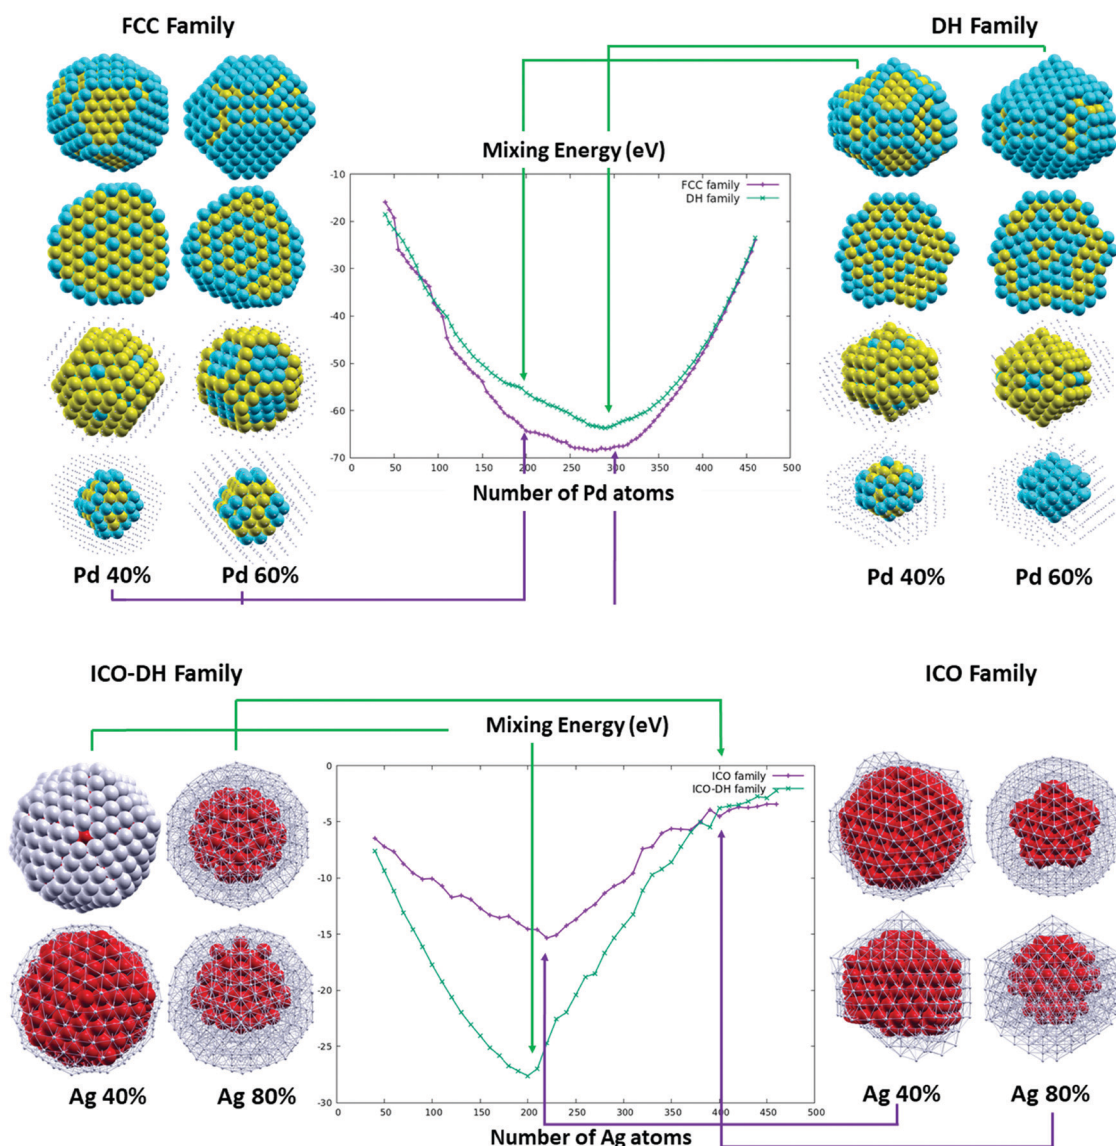 FCC Family
DH Family
Mixing Energy (eV)
-10
-20
-30
-40
-50
-60
-70
FCC family
DH family
0 50 100 150 200 250 300 350 400 450 500
Number of Pd atoms
Pd 40%
Pd 60%
Pd 40%
Pd 60%
ICO-DH Family
ICO Family
Mixing Energy (eV)
0
-5
-10
-15
-20
-25
-30
ICO family
ICO-DH family
0 50 100 150 200 250 300 350 400 450 500
Number of Ag atoms
Ag 40%
Ag 80%
Ag 40%
Ag 80%